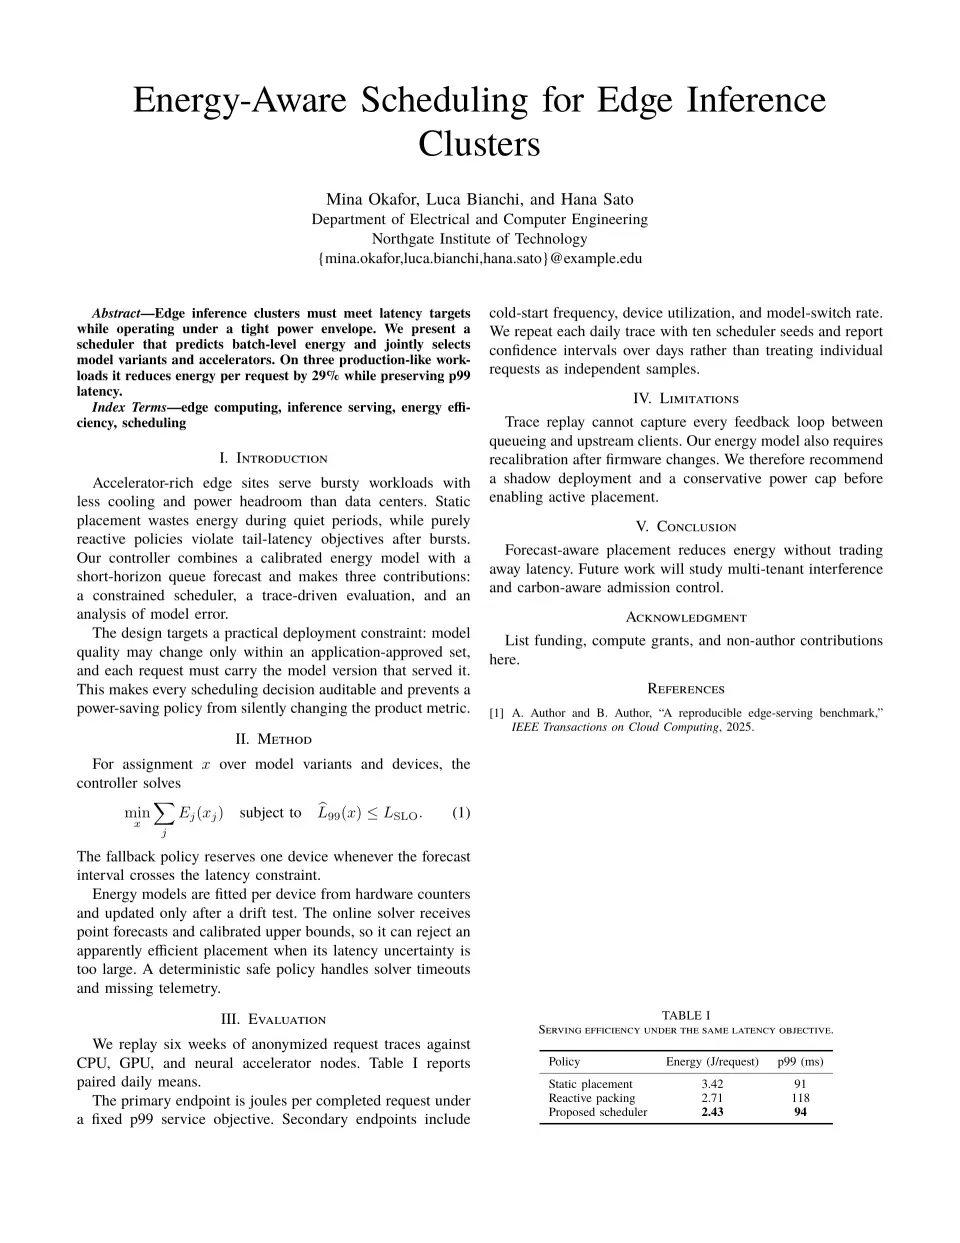 Energy-Aware Scheduling for Edge Inference
Clusters
Mina Okafor, Luca Bianchi, and Hana Sato
Department of Electrical and Computer Engineering
Northgate Institute of Technology
{mina.okafor,luca.bianchi,hana.sato}@example.edu
Abstract—Edge inference clusters must meet latency targets
while operating under a tight power envelope. We present a
scheduler that predicts batch-level energy and jointly selects
model variants and accelerators. On three production-like work-
loads it reduces energy per request by 29% while preserving p99
latency.
Index Terms—edge computing, inference serving, energy effi-
ciency, scheduling
I. Introduction
Accelerator-rich edge sites serve bursty workloads with
less cooling and power headroom than data centers. Static
placement wastes energy during quiet periods, while purely
reactive policies violate tail-latency objectives after bursts.
Our controller combines a calibrated energy model with a
short-horizon queue forecast and makes three contributions:
a constrained scheduler, a trace-driven evaluation, and an
analysis of model error.
The design targets a practical deployment constraint: model
quality may change only within an application-approved set,
and each request must carry the model version that served it.
This makes every scheduling decision auditable and prevents a
power-saving policy from silently changing the product metric.
II. Method
For assignment x over model variants and devices, the
controller solves
min_x ∑_j E_j(x_j) subject to L̂_99(x) ≤ L_SLO. (1)
The fallback policy reserves one device whenever the forecast
interval crosses the latency constraint.
Energy models are fitted per device from hardware counters
and updated only after a drift test. The online solver receives
point forecasts and calibrated upper bounds, so it can reject an
apparently efficient placement when its latency uncertainty is
too large. A deterministic safe policy handles solver timeouts
and missing telemetry.
III. Evaluation
We replay six weeks of anonymized request traces against
CPU, GPU, and neural accelerator nodes. Table I reports
paired daily means.
The primary endpoint is joules per completed request under
a fixed p99 service objective. Secondary endpoints include
cold-start frequency, device utilization, and model-switch rate.
We repeat each daily trace with ten scheduler seeds and report
confidence intervals over days rather than treating individual
requests as independent samples.
IV. Limitations
Trace replay cannot capture every feedback loop between
queueing and upstream clients. Our energy model also requires
recalibration after firmware changes. We therefore recommend
a shadow deployment and a conservative power cap before
enabling active placement.
V. Conclusion
Forecast-aware placement reduces energy without trading
away latency. Future work will study multi-tenant interference
and carbon-aware admission control.
Acknowledgment
List funding, compute grants, and non-author contributions
here.
References
[1] A. Author and B. Author, “A reproducible edge-serving benchmark,”
IEEE Transactions on Cloud Computing, 2025.
TABLE I
Serving efficiency under the same latency objective.
Policy Energy (J/request) p99 (ms)
Static placement 3.42 91
Reactive packing 2.71 118
Proposed scheduler 2.43 94